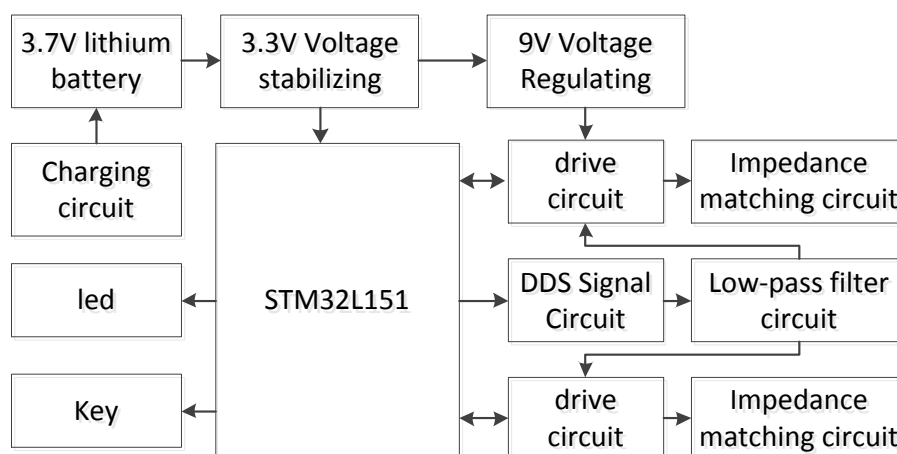 3.7V lithium
battery
3.3V Voltage
stabilizing
9V Voltage
Regulating
Charging
circuit
drive
circuit
Impedance
matching circuit
led
STM32L151
DDS Signal
Circuit
Low-pass filter
circuit
Key
drive
circuit
Impedance
matching circuit